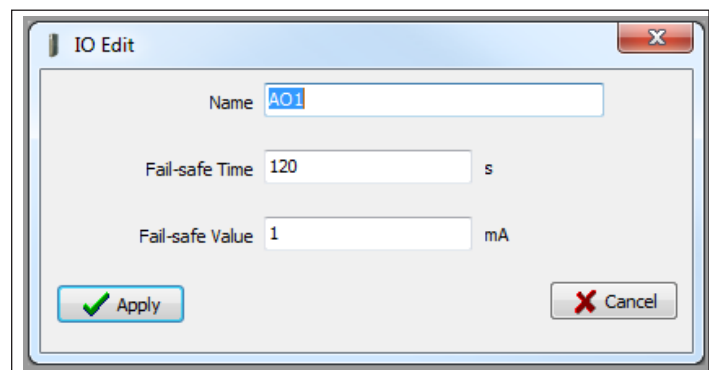 IO Edit
Name AO1
Fail-safe Time 120 s
Fail-safe Value 1 mA
Apply Cancel